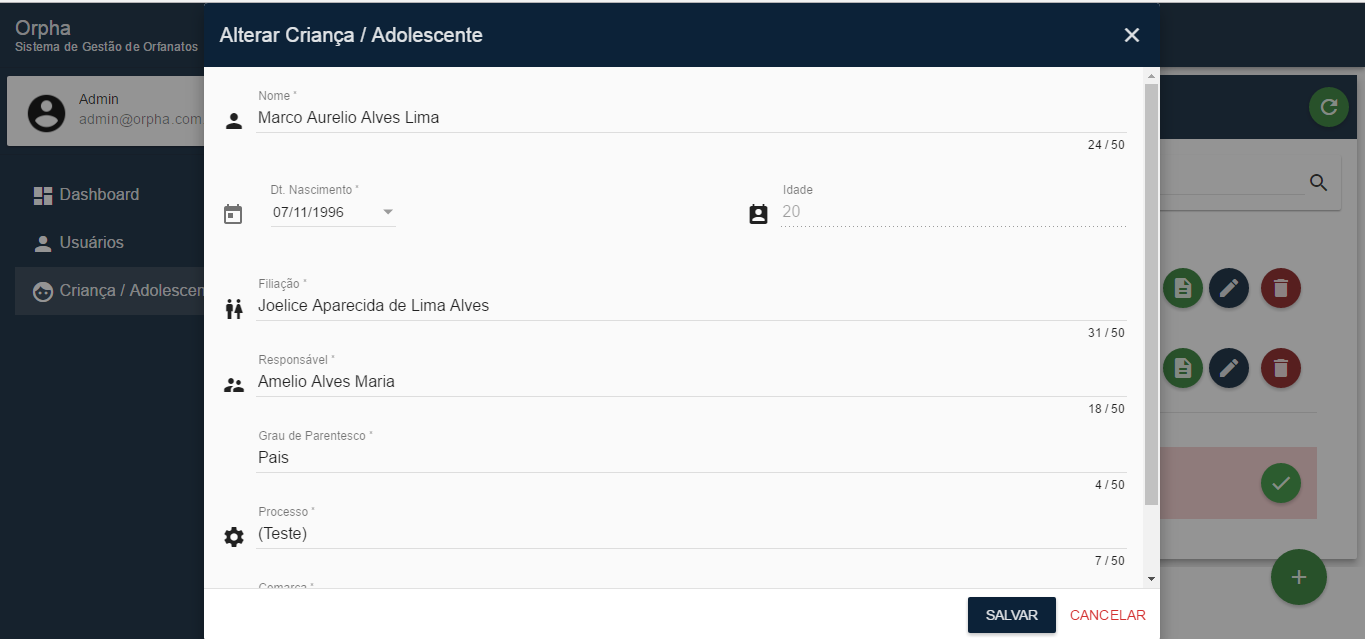 Orpha
Sistema de Gestão de Orfanatos
Admin
admin@orpha.com
Dashboard
Usuários
Criança / Adolescen
Alterar Criança / Adolescente
Nome *
Marco Aurelio Alves Lima
24 / 50
Dt. Nascimento *
07/11/1996
Idade
20
Filiação *
Joelice Aparecida de Lima Alves
31 / 50
Responsável *
Amelio Alves Maria
18 / 50
Grau de Parentesco *
Pais
4 / 50
Processo *
(Teste)
7 / 50
Comarca *
SALVAR
CANCELAR